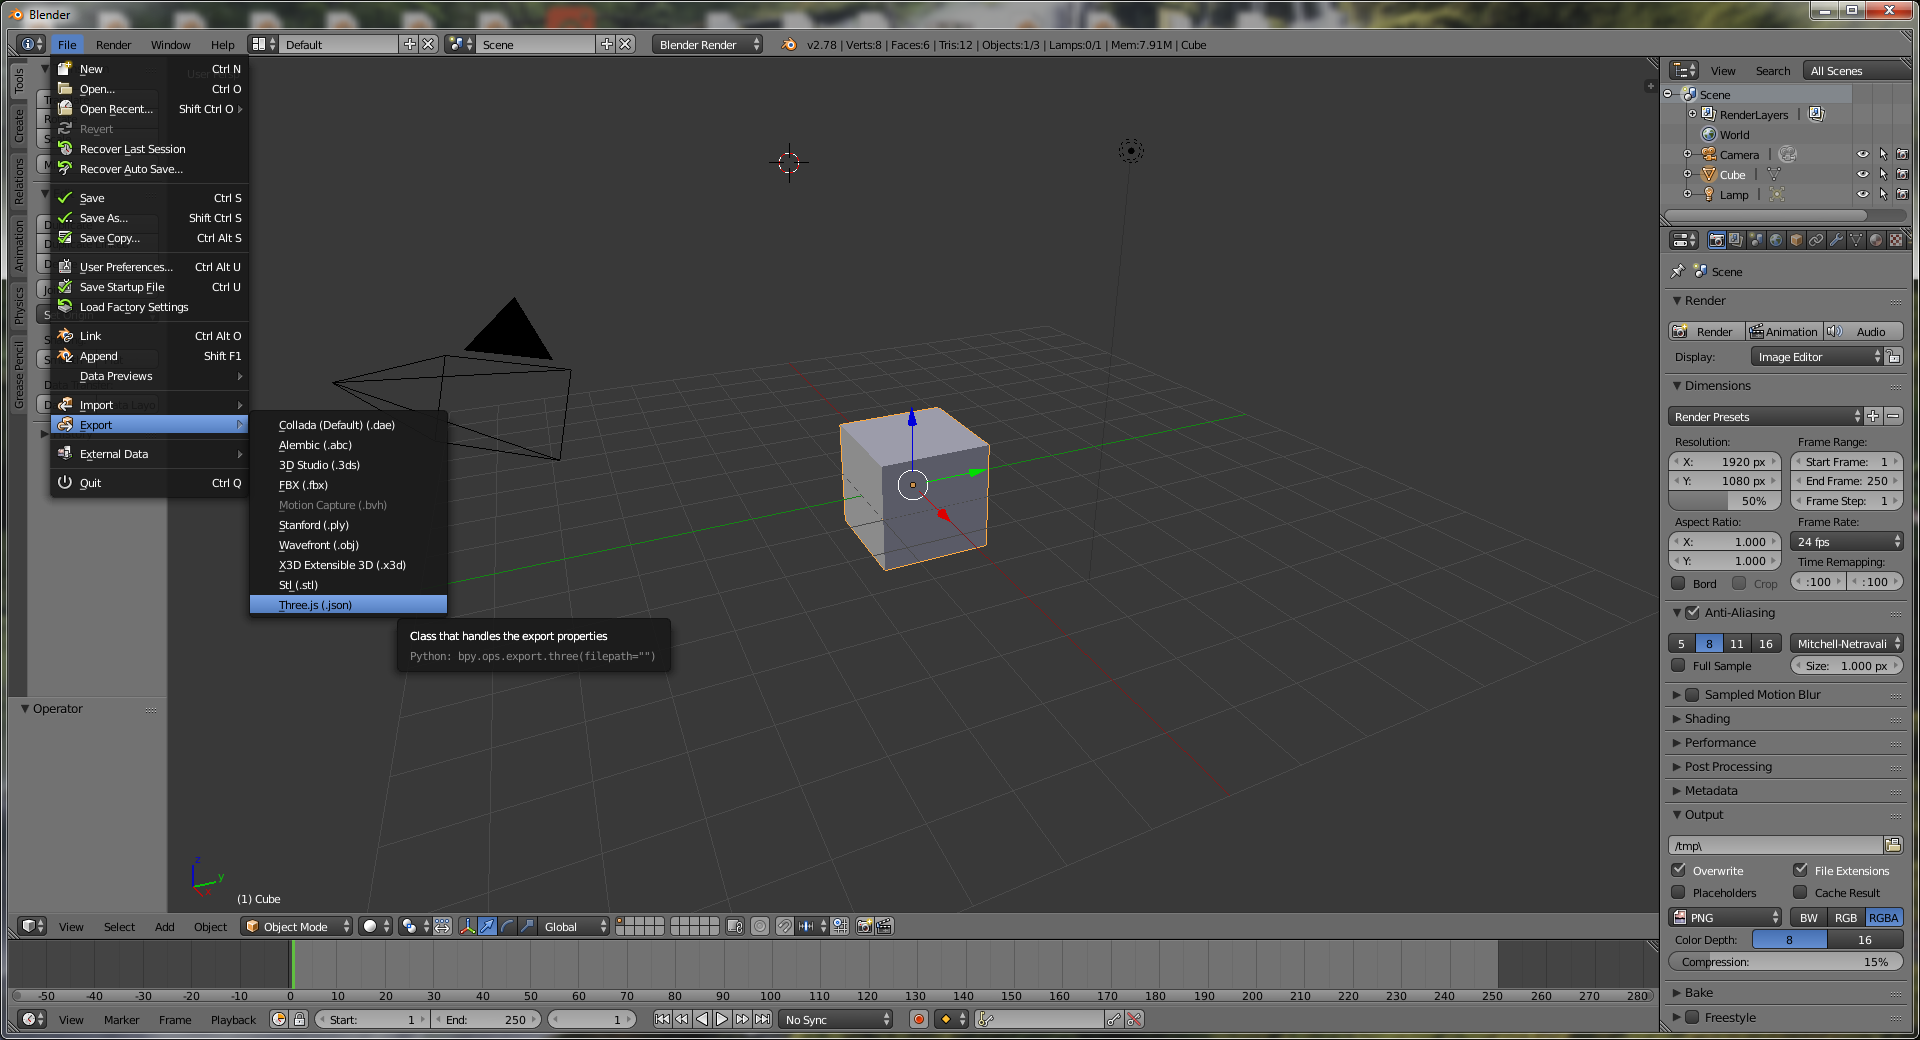 Blender
File Render Window Help Default Scene Blender Render v2.78 | Verts:8 | Faces:6 | Tris:12 | Objects:1/3 | Lamps:0/1 | Mem:7.91M | Cube
New Ctrl N
Open... Ctrl O
Open Recent... Shift Ctrl O
Revert
Recover Last Session
Recover Auto Save...
Save Ctrl S
Save As... Shift Ctrl S
Save Copy... Ctrl Alt S
User Preferences... Ctrl Alt U
Save Startup File Ctrl U
Load Factory Settings
Link Ctrl Alt O
Append Shift F1
Data Previews
Import
Export
External Data
Quit Ctrl Q
Collada (Default) (.dae)
Alembic (.abc)
3D Studio (.3ds)
FBX (.fbx)
Motion Capture (.bvh)
Stanford (.ply)
Wavefront (.obj)
X3D Extensible 3D (.x3d)
Stl (.stl)
Three.js (.json)
Class that handles the export properties
Python: bpy.ops.export.three(filepath="")
Tools
Create
Relations
Animation
Physics
Grease Pencil
Operator
z
y
(1) Cube
View Select Add Object Object Mode Global
-50 -40 -30 -20 -10 0 10 20 30 40 50 60 70 80 90 100 110 120 130 140 150 160 170 180 190 200 210 220 230 240 250 260 270 280
View Marker Frame Playback Start: 1 End: 250 1 No Sync
View Search All Scenes
Scene
RenderLayers |
World
Camera |
Cube |
Lamp |
Scene
Render
Render Animation Audio
Display: Image Editor
Dimensions
Render Presets
Resolution: Frame Range:
X: 1920 px Start Frame: 1
Y: 1080 px End Frame: 250
50% Frame Step: 1
Aspect Ratio: Frame Rate:
X: 1.000 24 fps
Y: 1.000 Time Remapping:
Bord Crop :100 :100
Anti-Aliasing
5 8 11 16 Mitchell-Netravali
Full Sample Size: 1.000 px
Sampled Motion Blur
Shading
Performance
Post Processing
Metadata
Output
/tmp\
Overwrite File Extensions
Placeholders Cache Result
PNG BW RGB RGBA
Color Depth: 8 16
Compression: 15%
Bake
Freestyle